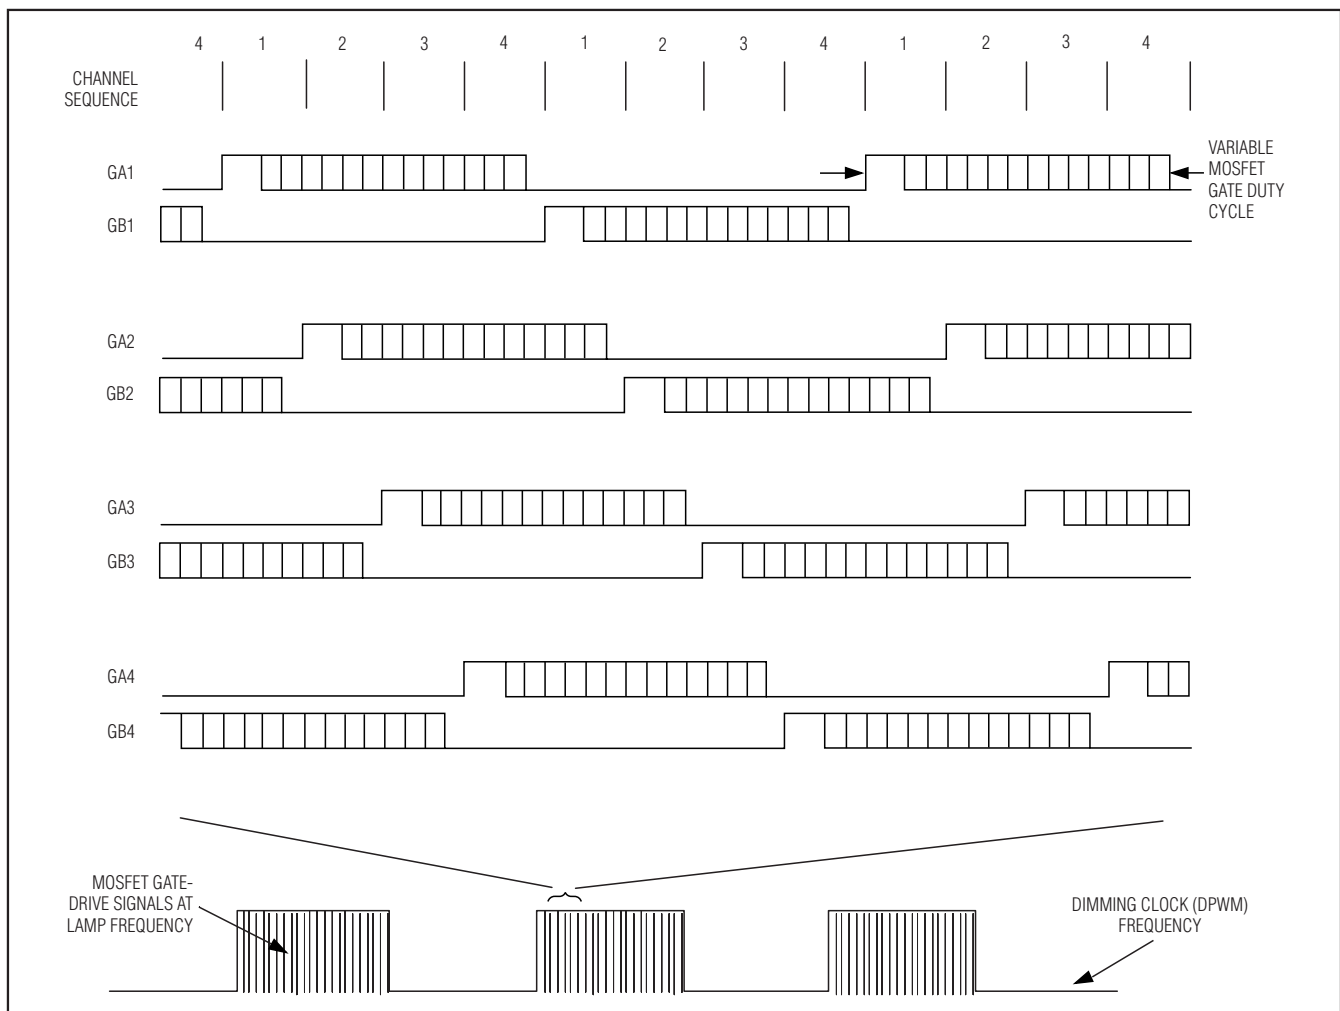 4 1 2 3 4 1 2 3 4 1 2 3 4
CHANNEL
SEQUENCE
GA1
VARIABLE
MOSFET
GATE DUTY
CYCLE
GB1
GA2
GB2
GA3
GB3
GA4
GB4
MOSFET GATE-
DRIVE SIGNALS AT
LAMP FREQUENCY
DIMMING CLOCK (DPWM)
FREQUENCY